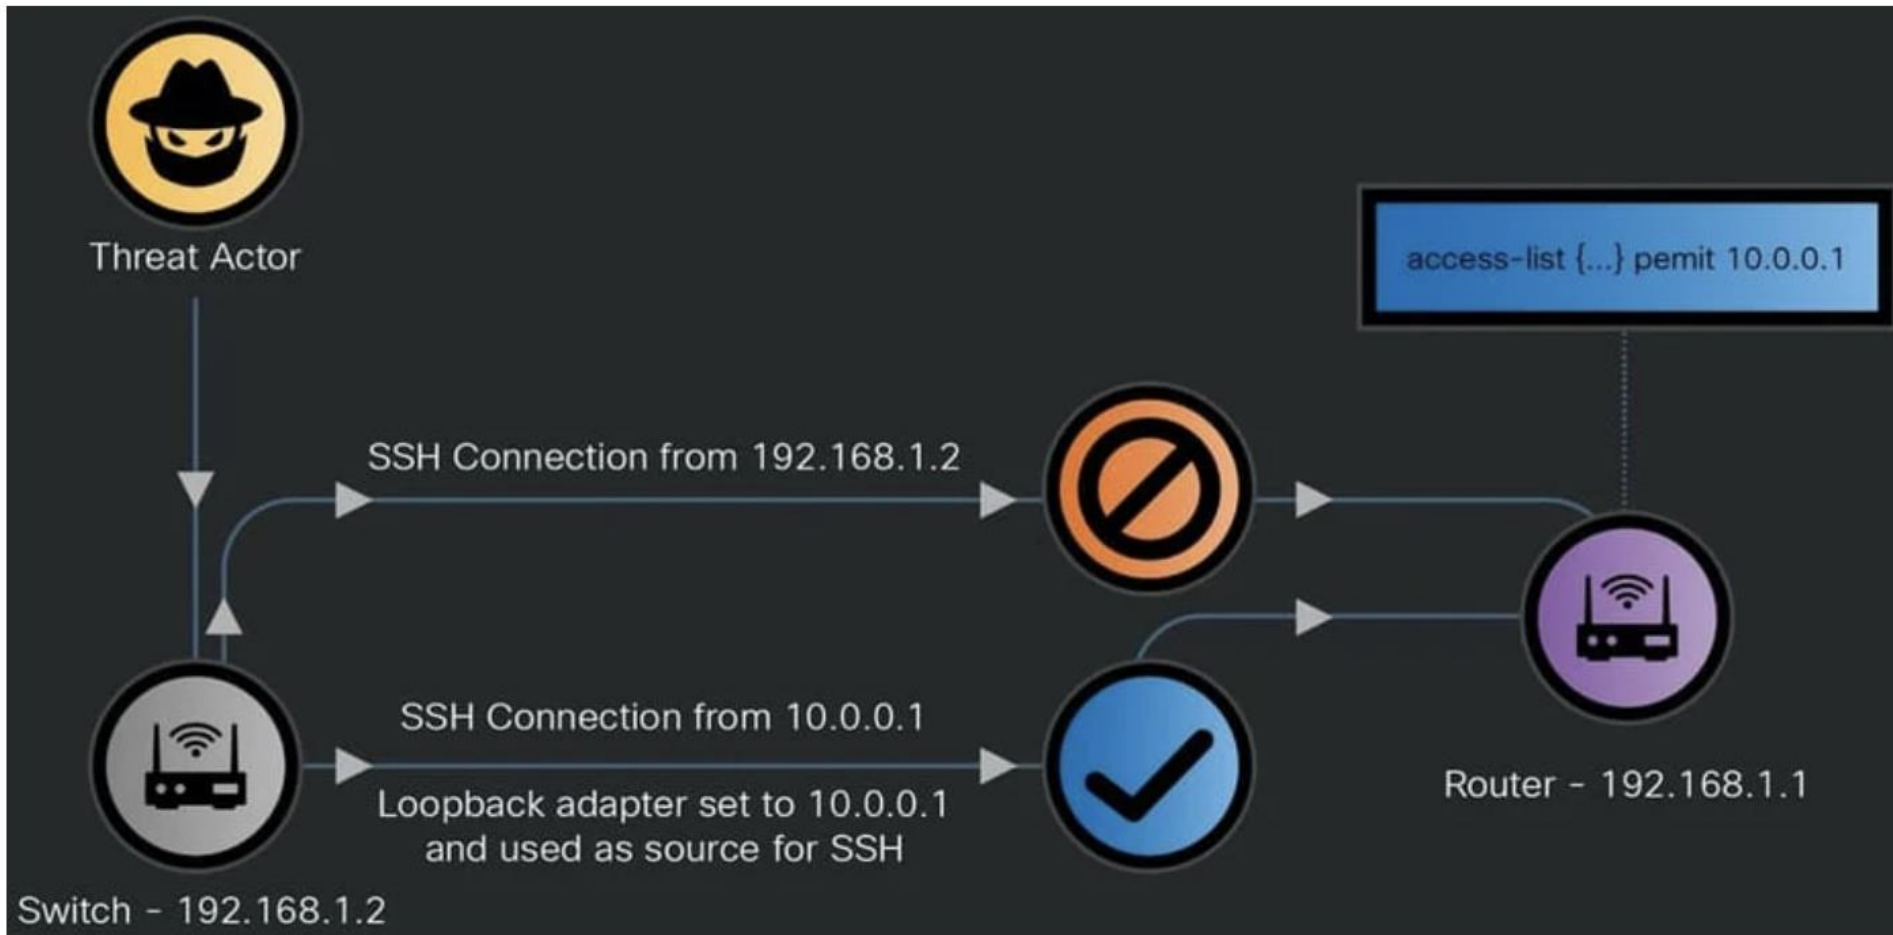 Threat Actor
access-list {...} pemit 10.0.0.1
SSH Connection from 192.168.1.2
SSH Connection from 10.0.0.1
Loopback adapter set to 10.0.0.1
and used as source for SSH
Router - 192.168.1.1
Switch - 192.168.1.2